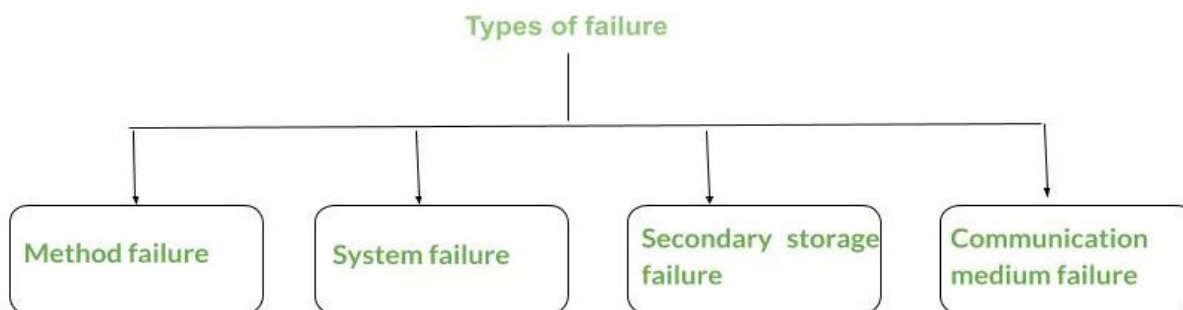 Types of failure
Method failure
System failure
Secondary storage
failure
Communication
medium failure